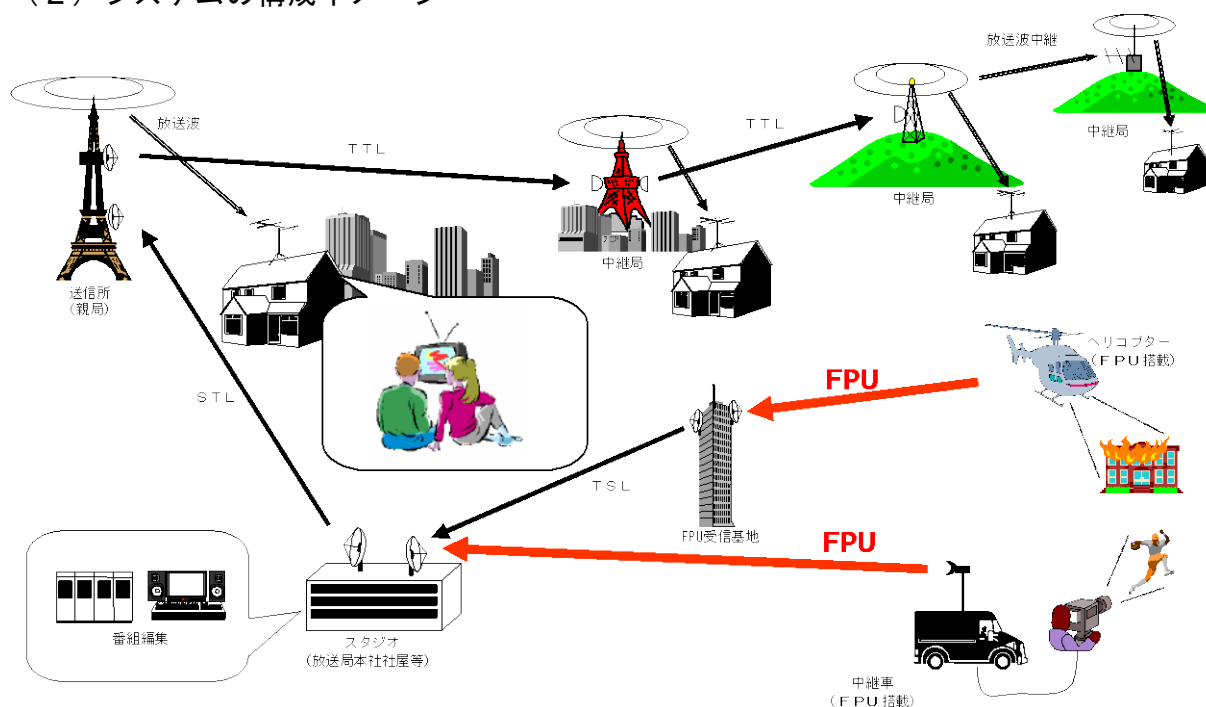 (2)システムの構成イメージ
放送波中継
放送波
TTL
TTL
中継局
中継局
中継局
送信所
(親局)
ヘリコプター
(FPU搭載)
FPU
STL
TSL
FPU受信基地
FPU
番組編集
スタジオ
(放送局本社社屋等)
中継車
(FPU搭載)